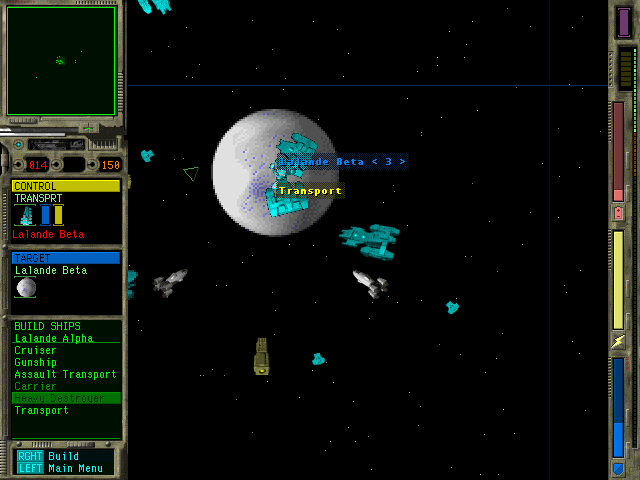 014 150
CONTROL
TRANSPRT
Lalande Beta
TARGET
Lalande Beta
BUILD SHIPS
Lalande Alpha
Cruiser
Gunship
Assault Transport
Carrier
Heavy Destroyer
Transport
RGHT Build
LEFT Main Menu
Lalande Beta < 3 >
Transport